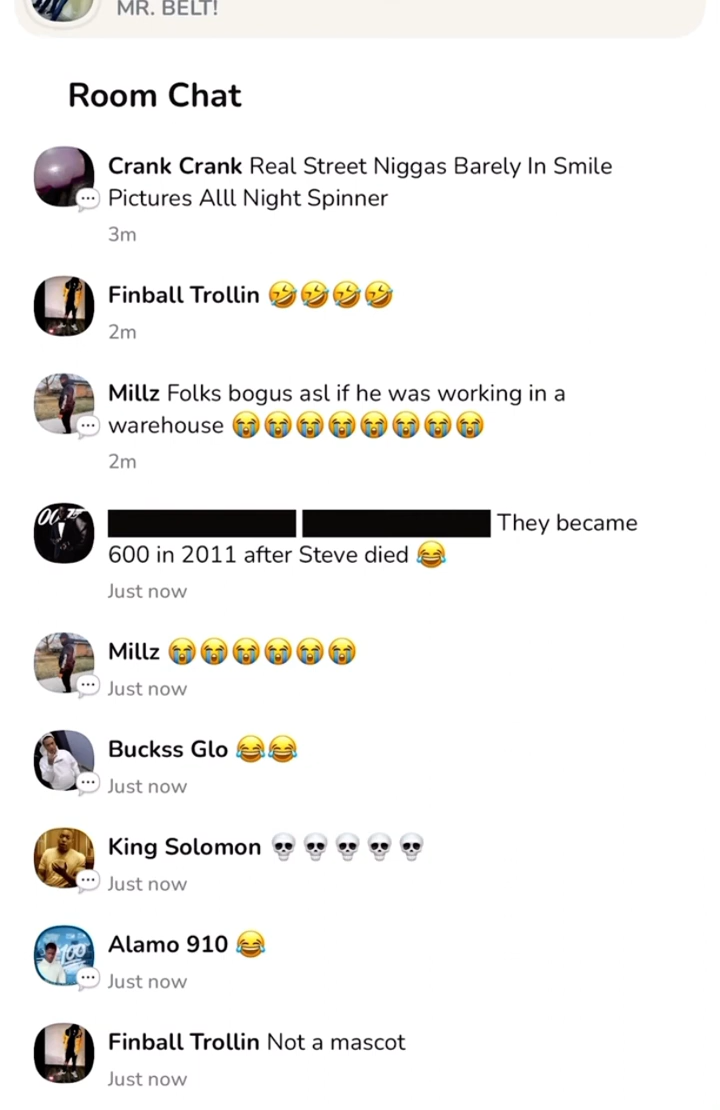 MR. BELT!
Room Chat
Crank Crank Real Street Niggas Barely In Smile
Pictures Alll Night Spinner
3m
Finball Trollin 🤣🤣🤣🤣
2m
Millz Folks bogus asl if he was working in a
warehouse 😭😭😭😭😭😭😭😭
2m
007
They became
600 in 2011 after Steve died 😂
Just now
Millz 😭😭😭😭😭😭
Just now
Buckss Glo 😂😂
Just now
King Solomon 💀💀💀💀💀
Just now
100
Alamo 910 😂
Just now
Finball Trollin Not a mascot
Just now